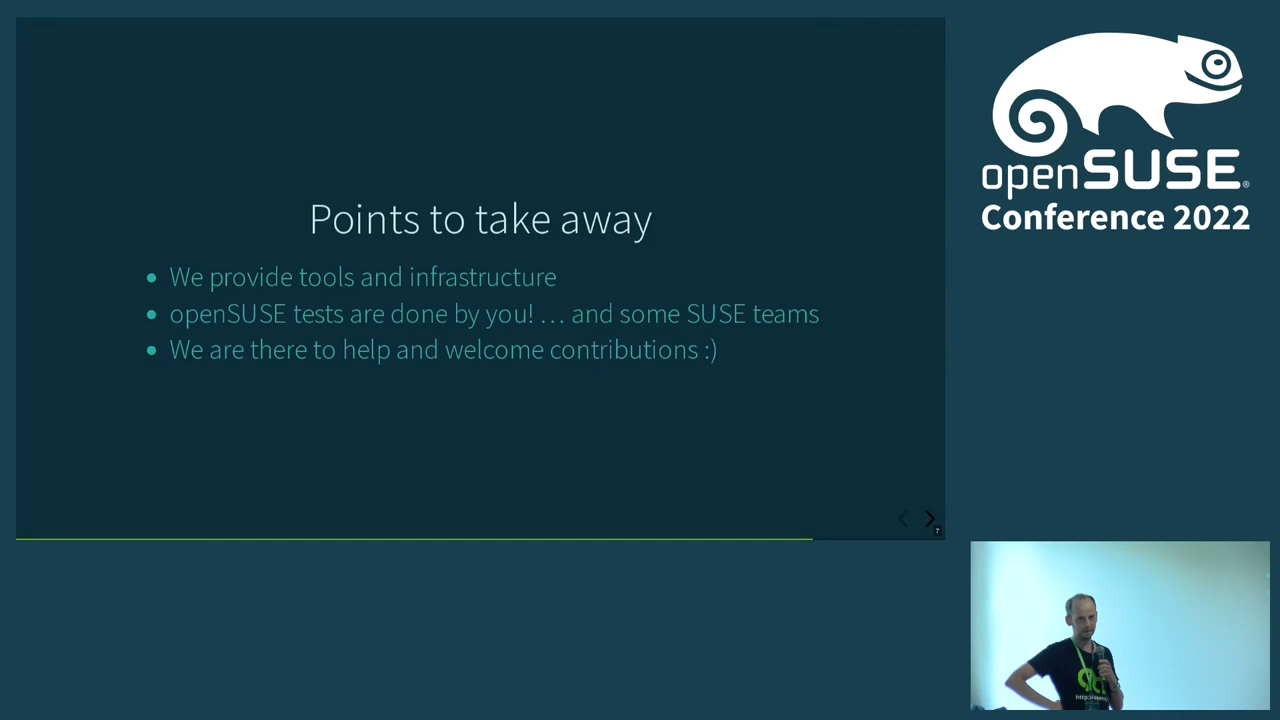 Points to take away
We provide tools and infrastructure
openSUSE tests are done by you! … and some SUSE teams
We are there to help and welcome contributions :)
7
openSUSE®
Conference 2022